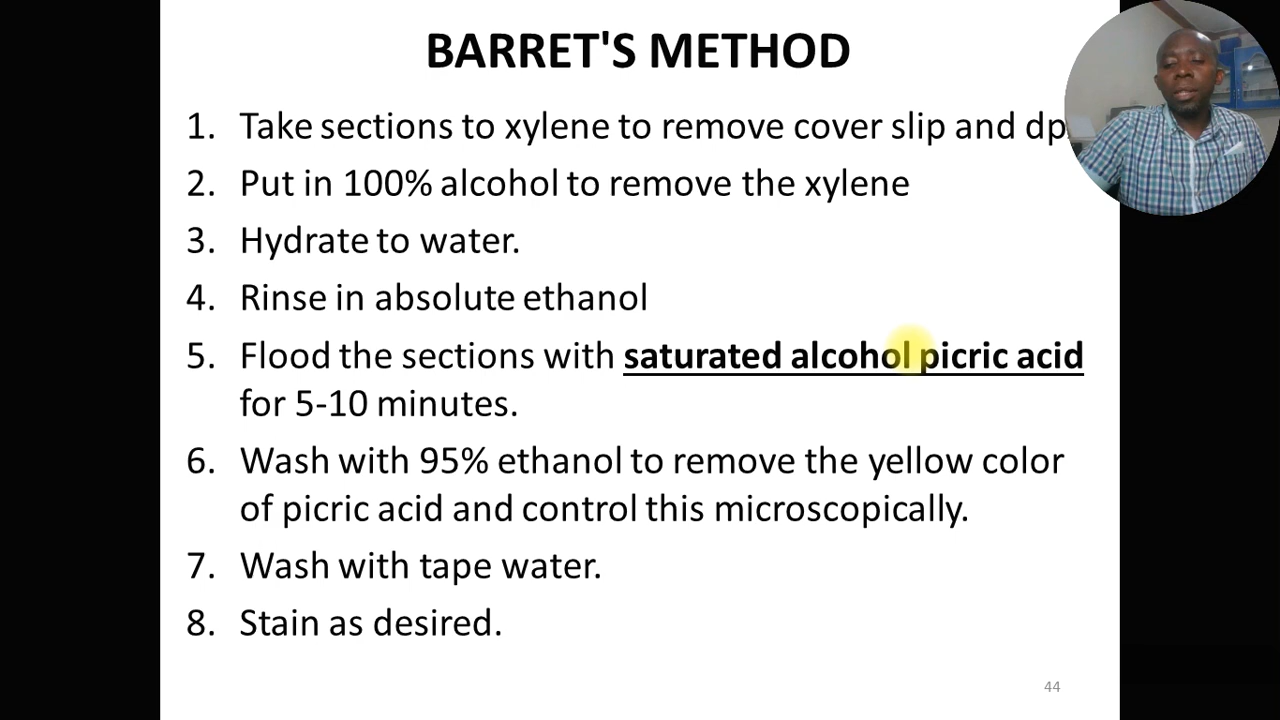 BARRET'S METHOD
1. Take sections to xylene to remove cover slip and
2. Put in 100% alcohol to remove the xylene
3. Hydrate to water.
4. Rinse in absolute ethanol
5. Flood the sections with saturated alcohol picric acid
for 5-10 minutes.
6. Wash with 95% ethanol to remove the yellow color
of picric acid and control this microscopically.
7. Wash with tape water.
8. Stain as desired.
44